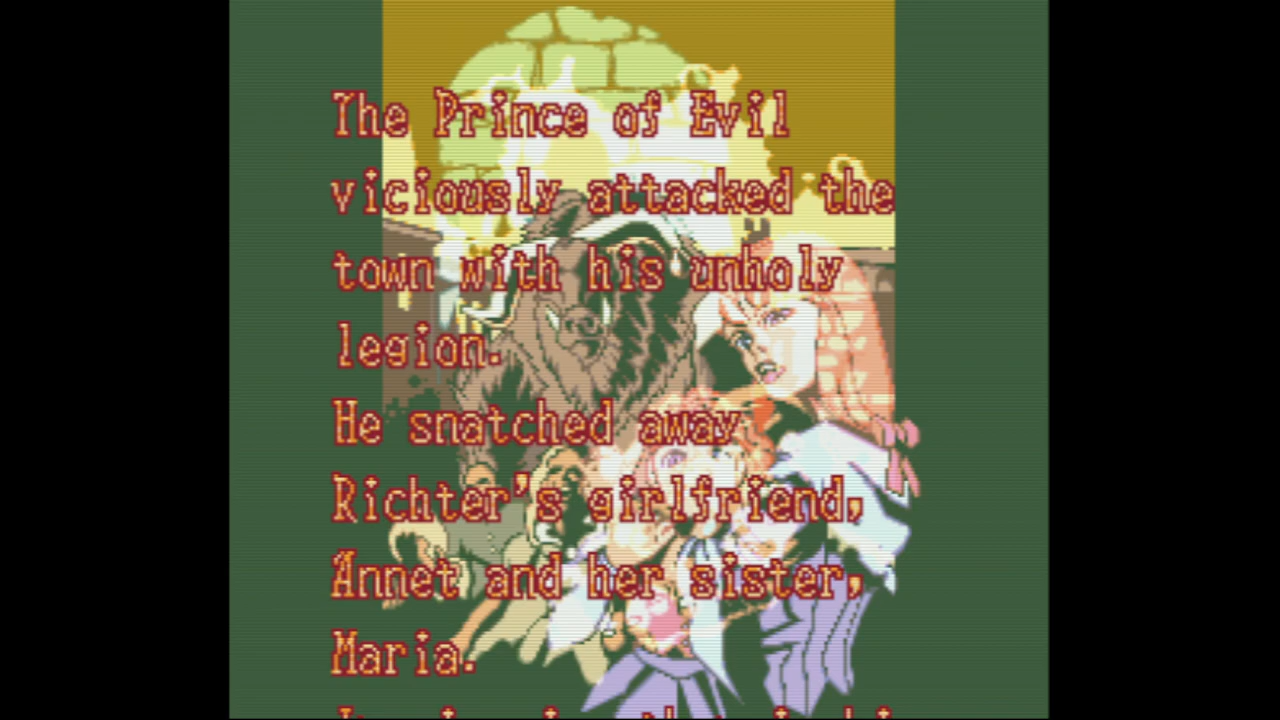 The Prince of Evil
viciously attacked the
town with his unholy
legion.
He snatched away
Richter's girlfriend,
Annet and her sister,
Maria.